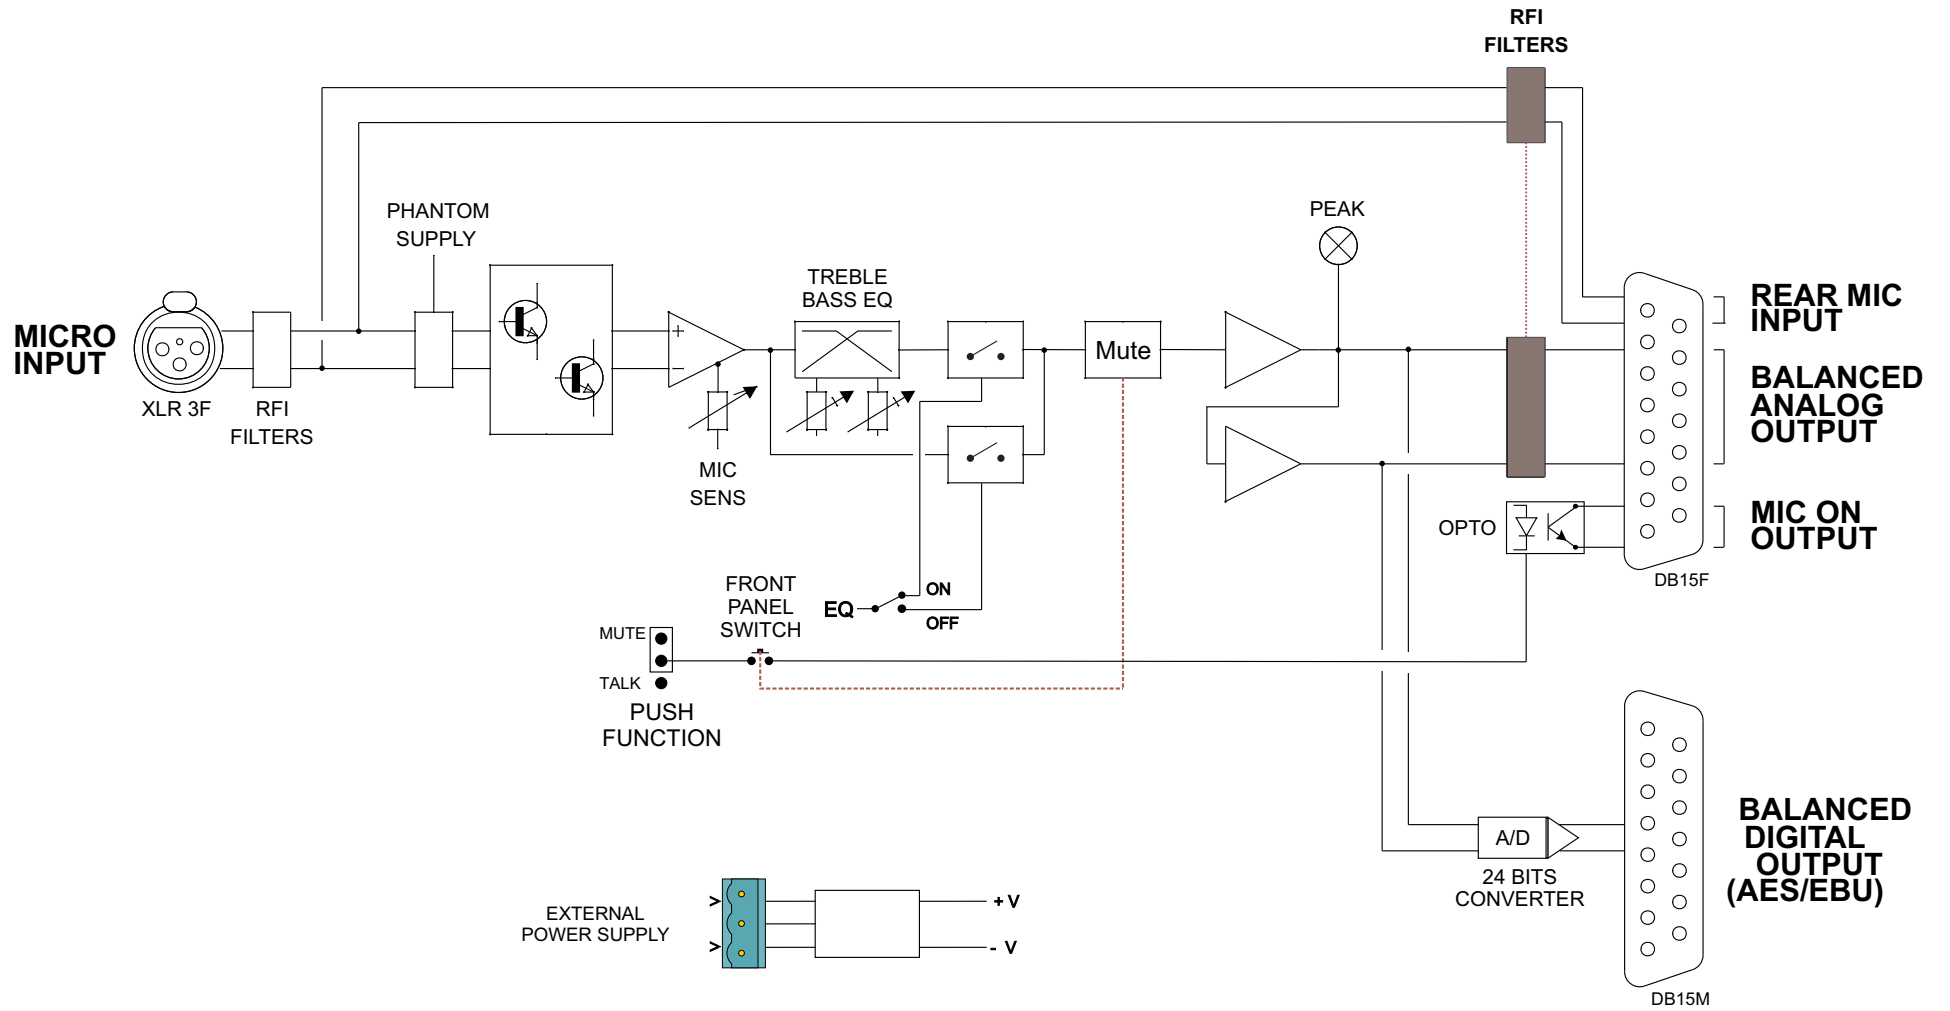 RFI
FILTERS
PHANTOM
SUPPLY
PEAK
TREBLE
BASS EQ
MICRO
INPUT
XLR 3F
RFI
FILTERS
+
−
MIC
SENS
Mute
REAR MIC
INPUT
BALANCED
ANALOG
OUTPUT
OPTO
MIC ON
OUTPUT
DB15F
FRONT
PANEL
SWITCH
EQ
ON
OFF
MUTE
TALK
PUSH
FUNCTION
A/D
24 BITS
CONVERTER
BALANCED
DIGITAL
OUTPUT
(AES/EBU)
DB15M
EXTERNAL
POWER SUPPLY
>
>
+ V
- V